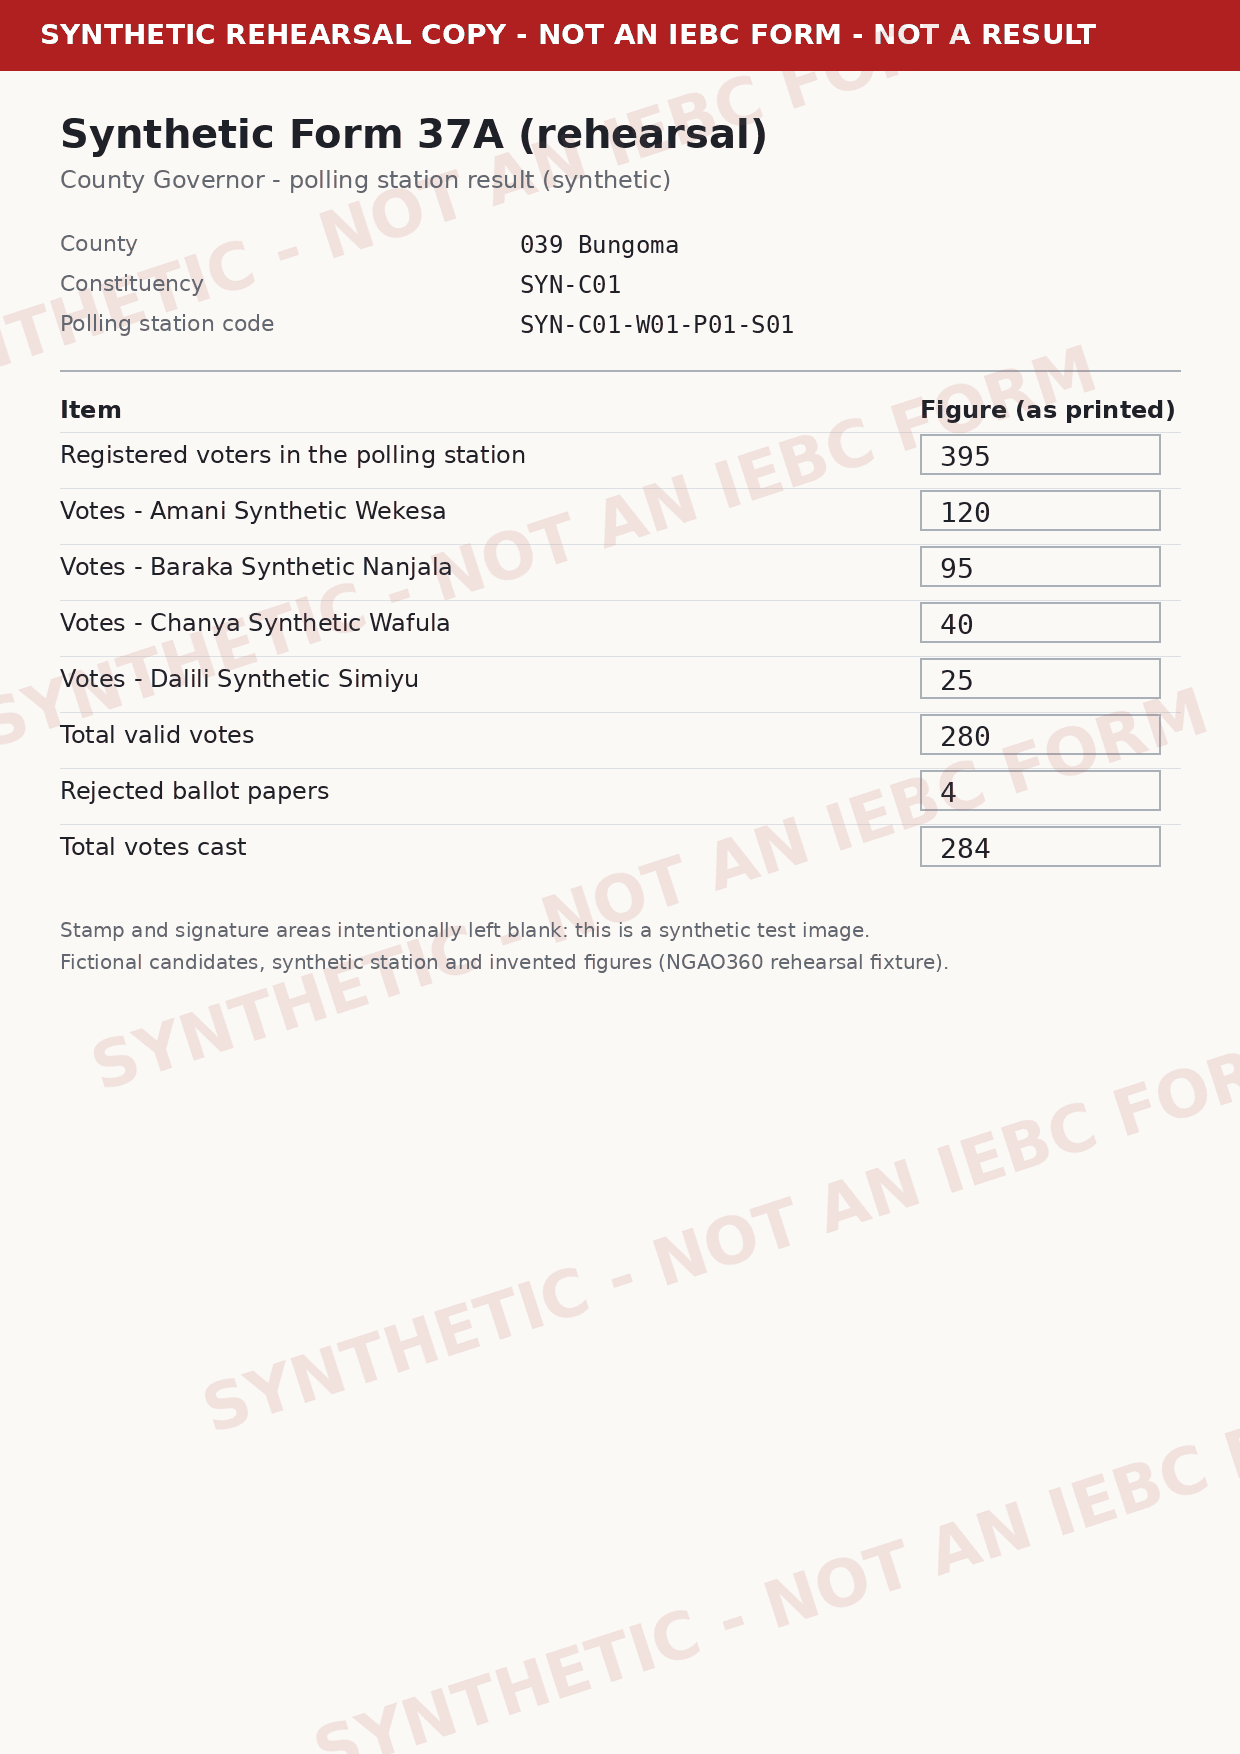 SYNTHETIC REHEARSAL COPY - NOT AN IEBC FORM - NOT A RESULT
Synthetic Form 37A (rehearsal)
County Governor - polling station result (synthetic)
County 039 Bungoma
Constituency SYN-C01
Polling station code SYN-C01-W01-P01-S01
Item Figure (as printed)
Registered voters in the polling station 395
Votes - Amani Synthetic Wekesa 120
Votes - Baraka Synthetic Nanjala 95
Votes - Chanya Synthetic Wafula 40
Votes - Dalili Synthetic Simiyu 25
Total valid votes 280
Rejected ballot papers 4
Total votes cast 284
Stamp and signature areas intentionally left blank: this is a synthetic test image.
Fictional candidates, synthetic station and invented figures (NGAO360 rehearsal fixture).
SYNTHETIC - NOT AN IEBC FORM
SYNTHETIC - NOT AN IEBC FORM
SYNTHETIC - NOT AN IEBC FORM
SYNTHETIC - NOT AN IEBC FOR
SYNTHETIC - NOT AN IEBC